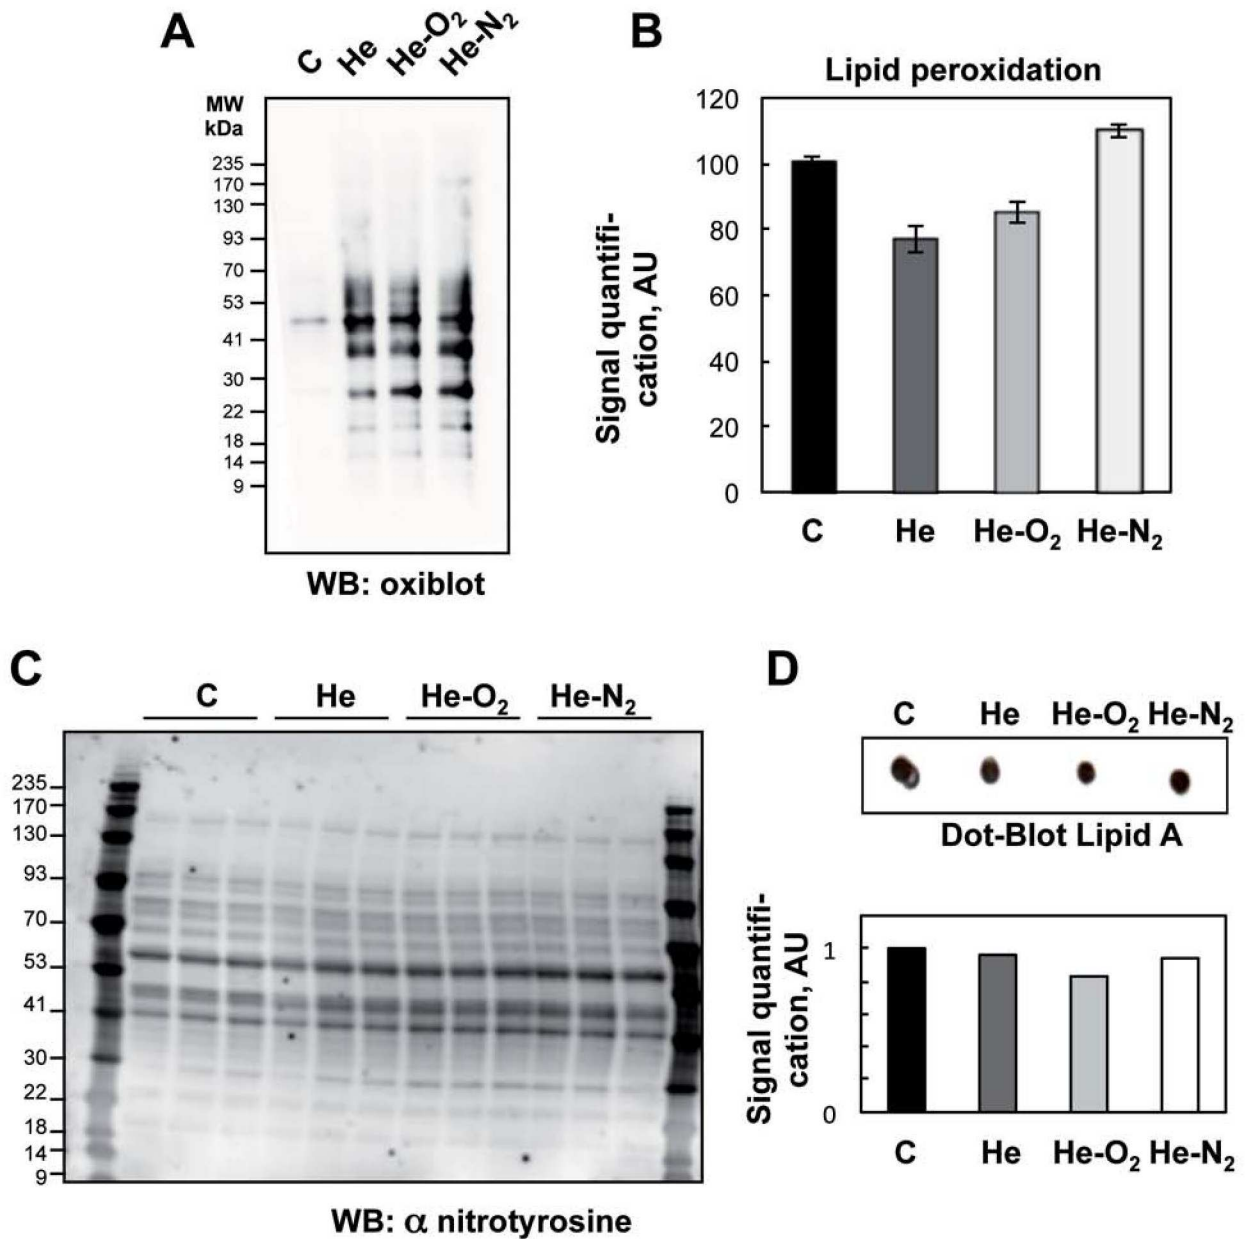 A
C He He-O2 He-N2
MW
kDa
235
170
130
93
70
53
41
30
22
18
14
9
WB: oxiblot
B
Lipid peroxidation
Signal quantifi-
cation, AU
120
100
80
60
40
20
0
C He He-O2 He-N2
C
C He He-O2 He-N2
235
170
130
93
70
53
41
30
22
18
14
9
WB: α nitrotyrosine
D
C He He-O2 He-N2
Dot-Blot Lipid A
Signal quantifi-
cation, AU
1
0
C He He-O2 He-N2